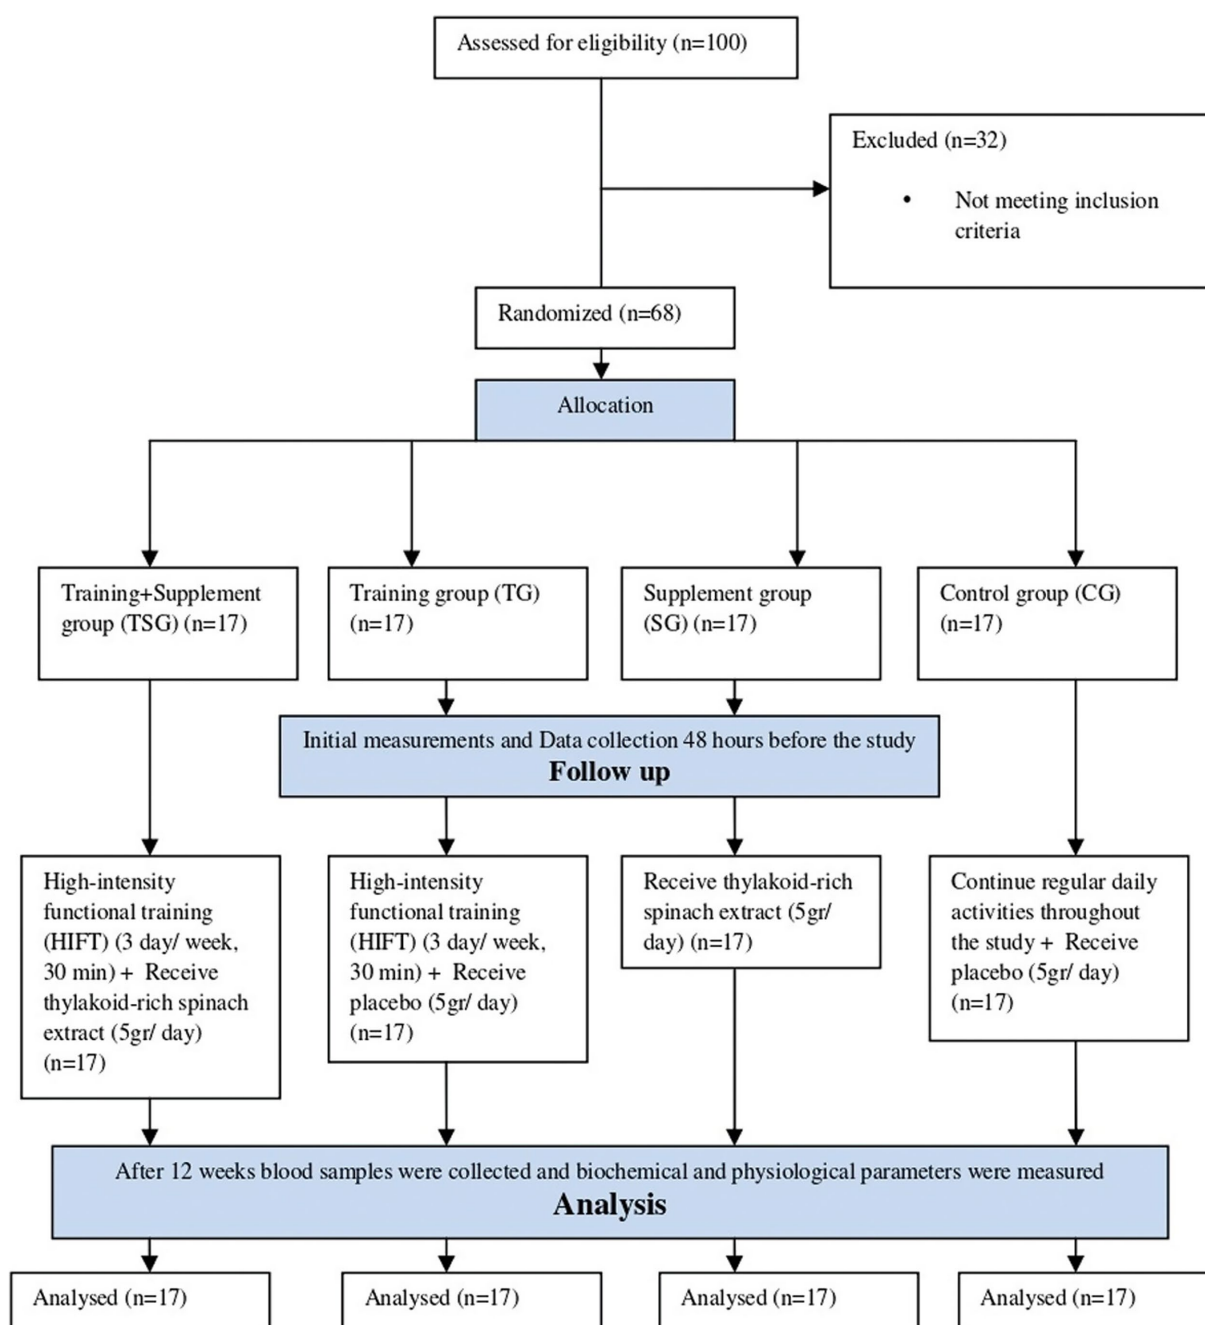 Assessed for eligibility (n=100)
Excluded (n=32)
• Not meeting inclusion
criteria
Randomized (n=68)
Allocation
Training+Supplement
group (TSG) (n=17)
Training group (TG)
(n=17)
Supplement group
(SG) (n=17)
Control group (CG)
(n=17)
Initial measurements and Data collection 48 hours before the study
Follow up
High-intensity
functional training
(HIFT) (3 day/ week,
30 min) + Receive
thylakoid-rich spinach
extract (5gr/ day)
(n=17)
High-intensity
functional training
(HIFT) (3 day/ week,
30 min) + Receive
placebo (5gr/ day)
(n=17)
Receive thylakoid-rich
spinach extract (5gr/
day) (n=17)
Continue regular daily
activities throughout
the study + Receive
placebo (5gr/ day)
(n=17)
After 12 weeks blood samples were collected and biochemical and physiological parameters were measured
Analysis
Analysed (n=17)
Analysed (n=17)
Analysed (n=17)
Analysed (n=17)